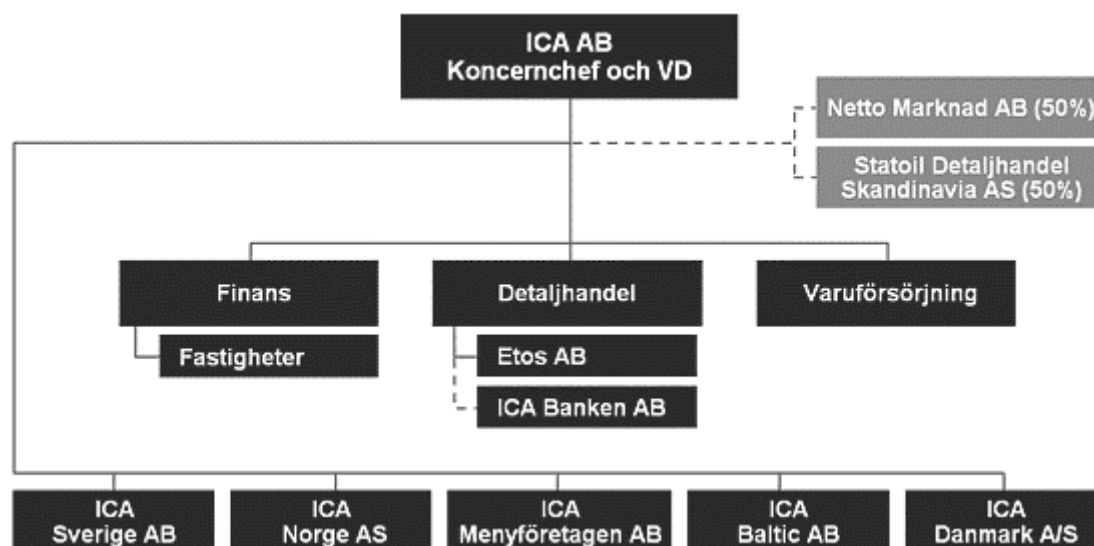 ICA AB
Koncernchef och VD
Netto Marknad AB (50%)
Statoil Detaljhandel
Skandinavia AS (50%)
Finans
Detaljhandel
Varuförsörjning
Fastigheter
Etos AB
ICA Banken AB
ICA
Sverige AB
ICA
Norge AS
ICA
Menyföretagen AB
ICA
Baltic AB
ICA
Danmark A/S